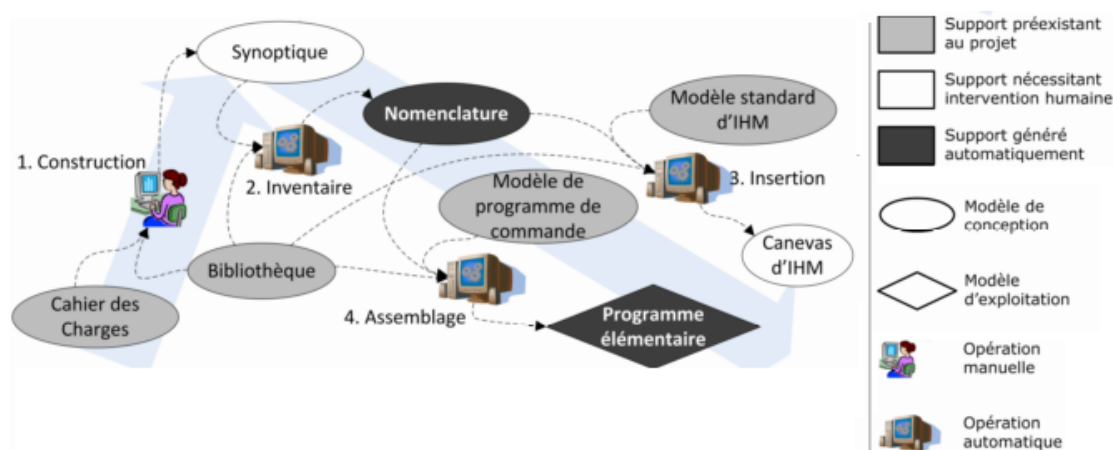 Synoptique
Nomenclature
Modèle standard
d'IHM
1. Construction
2. Inventaire
3. Insertion
Modèle de
programme de
commande
Canevas
d'IHM
Bibliothèque
Cahier des
Charges
4. Assemblage
Programme
élémentaire
Support préexistant
au projet
Support nécessitant
intervention humaine
Support généré
automatiquement
Modèle de
conception
Modèle
d'exploitation
Opération
manuelle
Opération
automatique